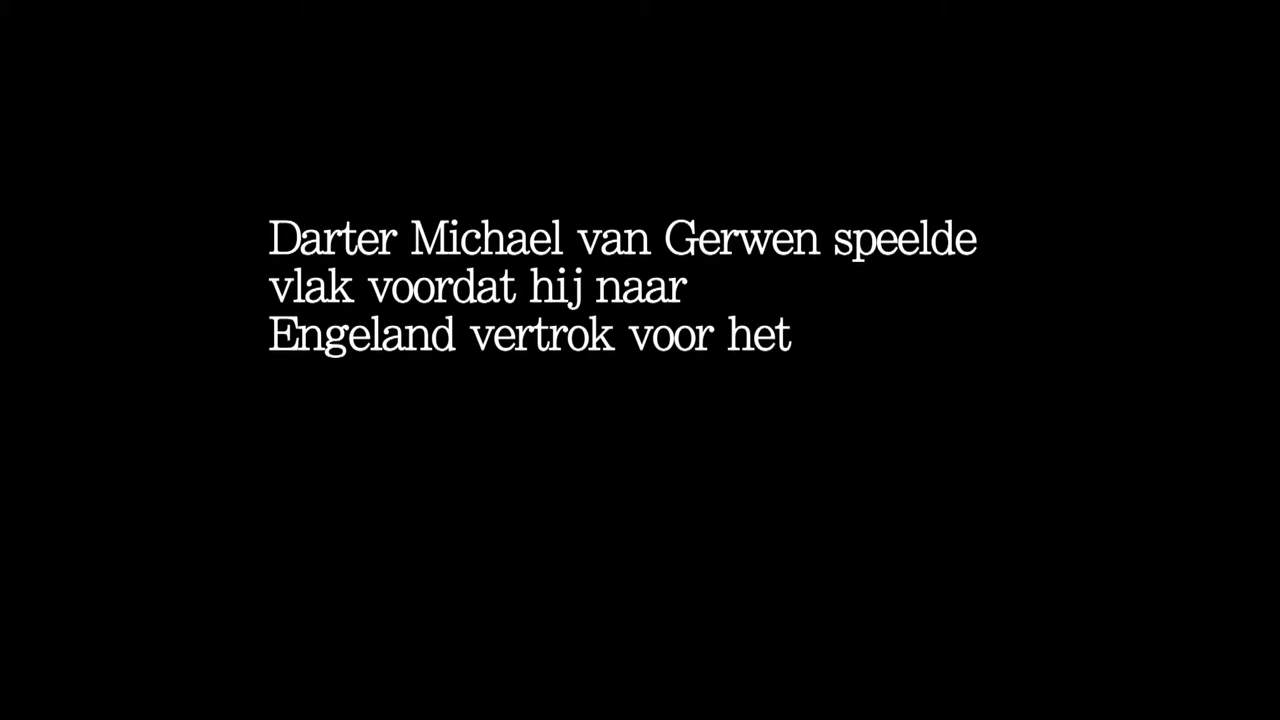 Darter Michael van Gerwen speelde
vlak voordat hij naar
Engeland vertrok voor het